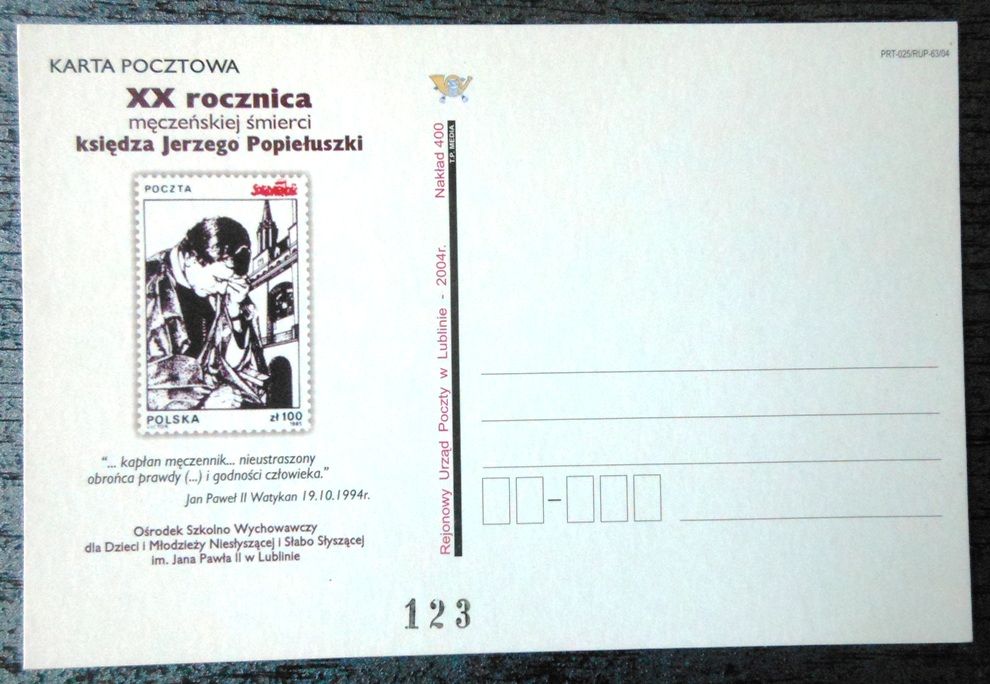 KARTA POCZTOWA
XX rocznica
męczeńskiej śmierci
księdza Jerzego Popiełuszki
POCZTA
Solidarność
POLSKA
zł 100
1985
"... kapłan męczennik... nieustraszony
obrońca prawdy (...) i godności człowieka."
Jan Paweł II Watykan 19.10.1994r.
Ośrodek Szkolno Wychowawczy
dla Dzieci i Młodzieży Niesłyszącej i Słabo Słyszącej
im. Jana Pawła II w Lublinie
123
Rejonowy Urząd Poczty w Lublinie - 2004r. Nakład 400
T.P. MEDIA
PRT-025/RUP-63/04